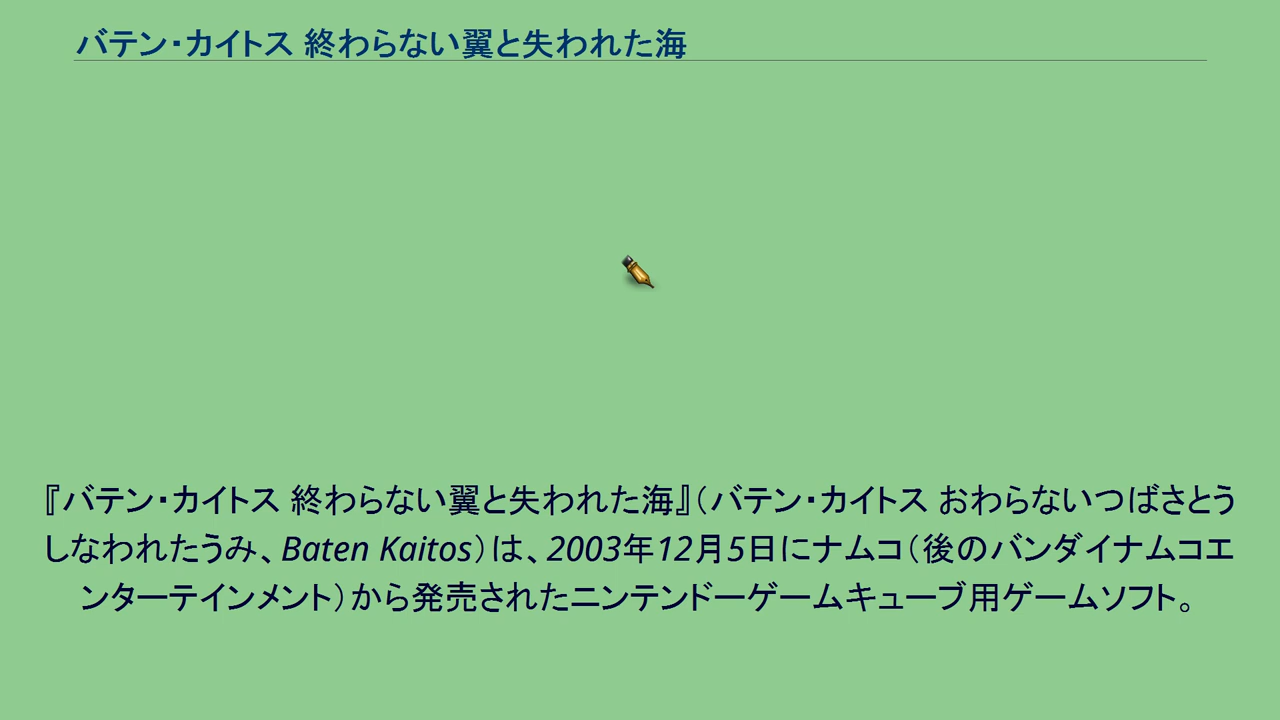 バテン・カイトス 終わらない翼と失われた海
『バテン・カイトス 終わらない翼と失われた海』（バテン・カイトス おわらないつばさとう
しなわれたうみ、Baten Kaitos）は、2003年12月5日にナムコ（後のバンダイナムコエ
ンターテインメント）から発売されたニンテンドーゲームキューブ用ゲームソフト。